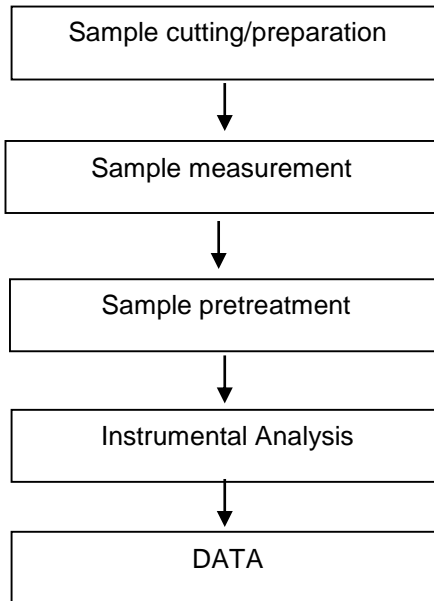 Sample cutting/preparation
Sample measurement
Sample pretreatment
Instrumental Analysis
DATA